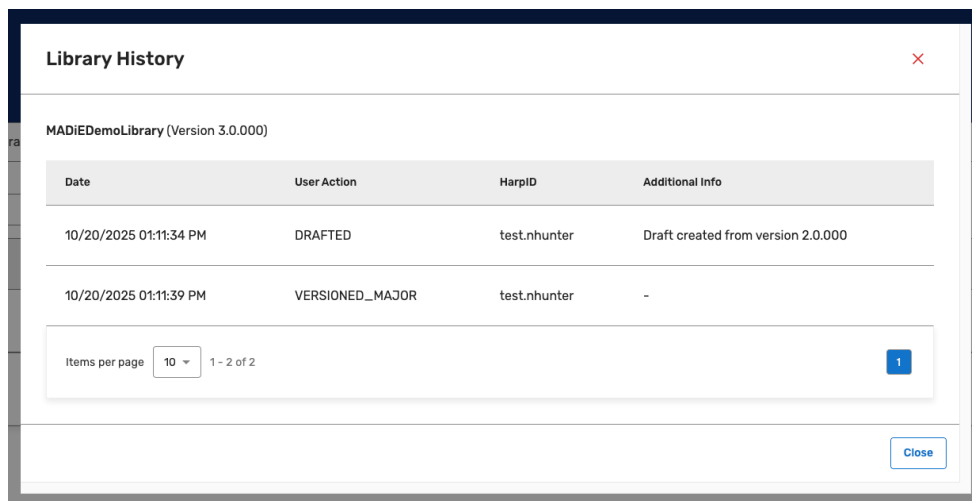 Library History
MADiEDemoLibrary (Version 3.0.000)
ra
Date User Action HarpID Additional Info
10/20/2025 01:11:34 PM DRAFTED test.nhunter Draft created from version 2.0.000
10/20/2025 01:11:39 PM VERSIONED_MAJOR test.nhunter -
Items per page 10 1 - 2 of 2 1
Close